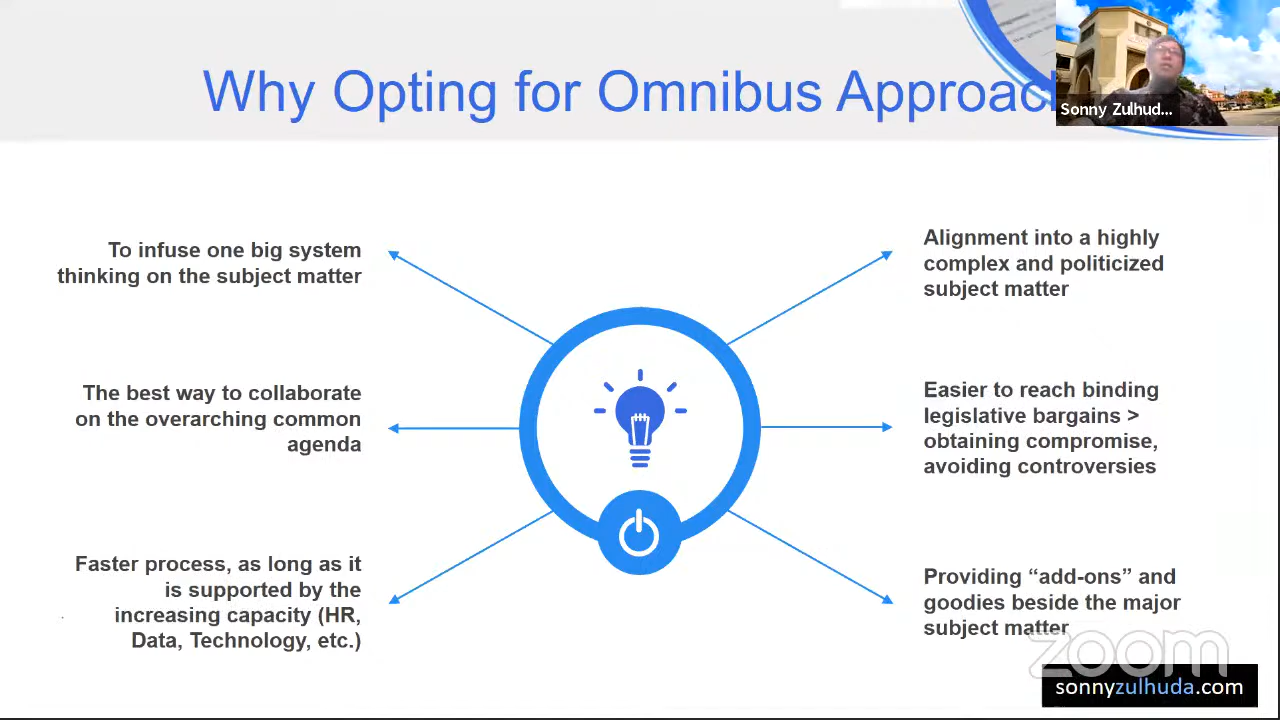 Why Opting for Omnibus Approac
Sonny Zulhud...
To infuse one big system
thinking on the subject matter
The best way to collaborate
on the overarching common
agenda
Faster process, as long as it
is supported by the
increasing capacity (HR,
Data, Technology, etc.)
Alignment into a highly
complex and politicized
subject matter
Easier to reach binding
legislative bargains >
obtaining compromise,
avoiding controversies
Providing “add-ons” and
goodies beside the major
subject matter
zoom
sonnyzulhuda.com